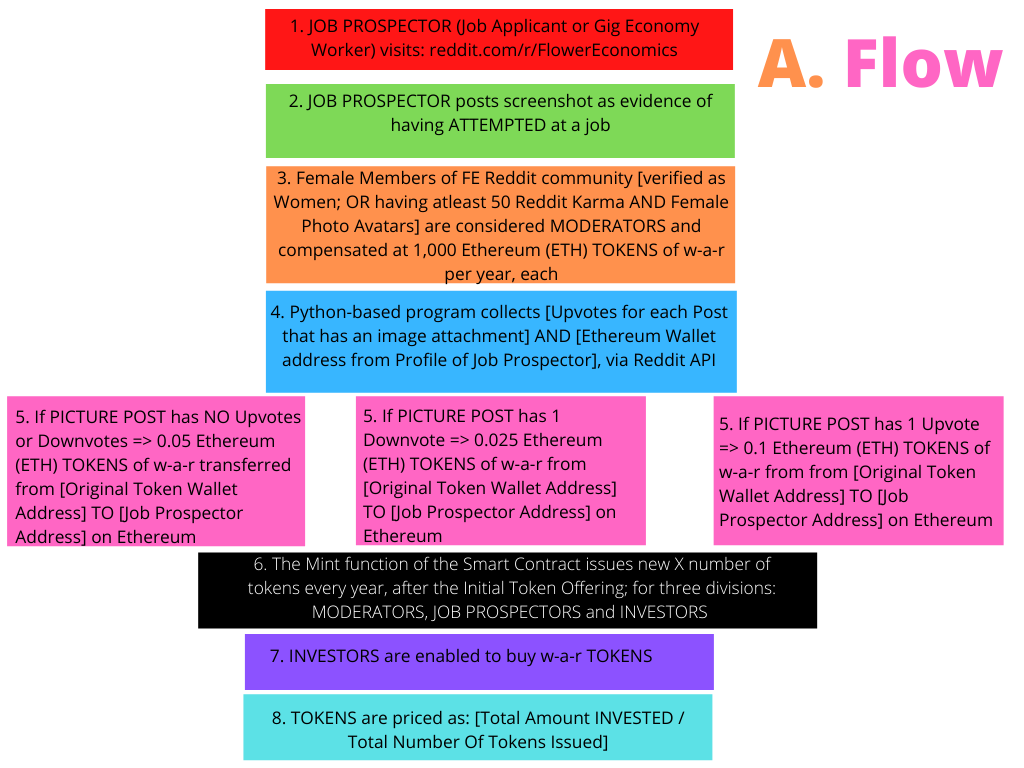 A. Flow
1. JOB PROSPECTOR (Job Applicant or Gig Economy
Worker) visits: reddit.com/r/FlowerEconomics
2. JOB PROSPECTOR posts screenshot as evidence of
having ATTEMPTED at a job
3. Female Members of FE Reddit community [verified as
Women; OR having atleast 50 Reddit Karma AND Female
Photo Avatars] are considered MODERATORS and
compensated at 1,000 Ethereum (ETH) TOKENS of w-a-r
per year, each
4. Python-based program collects [Upvotes for each Post
that has an image attachment] AND [Ethereum Wallet
address from Profile of Job Prospector], via Reddit API
5. If PICTURE POST has NO Upvotes
or Downvotes => 0.05 Ethereum
(ETH) TOKENS of w-a-r transferred
from [Original Token Wallet
Address] TO [Job Prospector
Address] on Ethereum
5. If PICTURE POST has 1
Downvote => 0.025 Ethereum
(ETH) TOKENS of w-a-r from
[Original Token Wallet Address]
TO [Job Prospector Address] on
Ethereum
5. If PICTURE POST has 1 Upvote
=> 0.1 Ethereum (ETH) TOKENS of
w-a-r from from [Original Token
Wallet Address] TO [Job
Prospector Address] on Ethereum
6. The Mint function of the Smart Contract issues new X number of
tokens every year, after the Initial Token Offering; for three divisions:
MODERATORS, JOB PROSPECTORS and INVESTORS
7. INVESTORS are enabled to buy w-a-r TOKENS
8. TOKENS are priced as: [Total Amount INVESTED /
Total Number Of Tokens Issued]